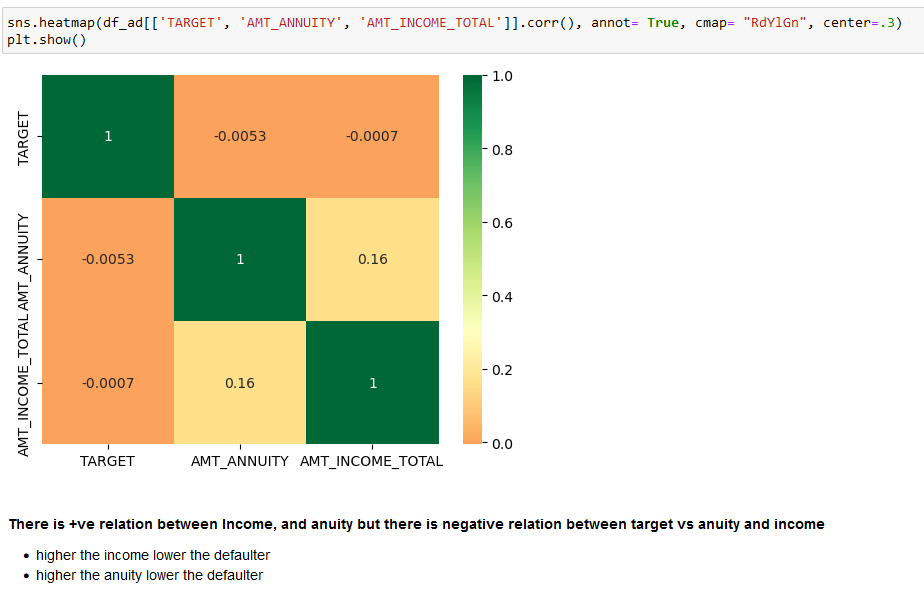 sns.heatmap(df_ad[['TARGET', 'AMT_ANNUITY', 'AMT_INCOME_TOTAL']].corr(), annot= True, cmap= "RdYlGn", center=.3)
plt.show()
TARGET
1
-0.0053
-0.0007
AMT_ANNUITY
-0.0053
1
0.16
AMT_INCOME_TOTAL
-0.0007
0.16
1
TARGET
AMT_ANNUITY
AMT_INCOME_TOTAL
1.0
0.8
0.6
0.4
0.2
0.0
There is +ve relation between Income, and anuity but there is negative relation between target vs anuity and income
• higher the income lower the defaulter
• higher the anuity lower the defaulter